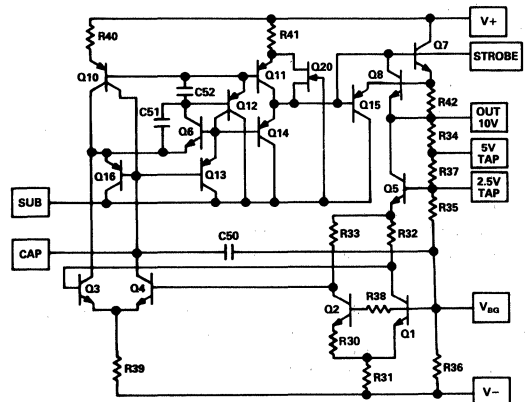 R40
R41
V+
Q7
Q20
STROBE
Q10
Q11
Q8
C52
R42
OUT
10V
C51
Q12
Q15
Q6
Q14
R34
5V
TAP
R37
Q16
Q13
Q5
2.5V
TAP
SUB
R35
R33
R32
CAP
C50
Q3
Q4
Q2
R38
VBG
R30
Q1
R39
R31
R36
V−